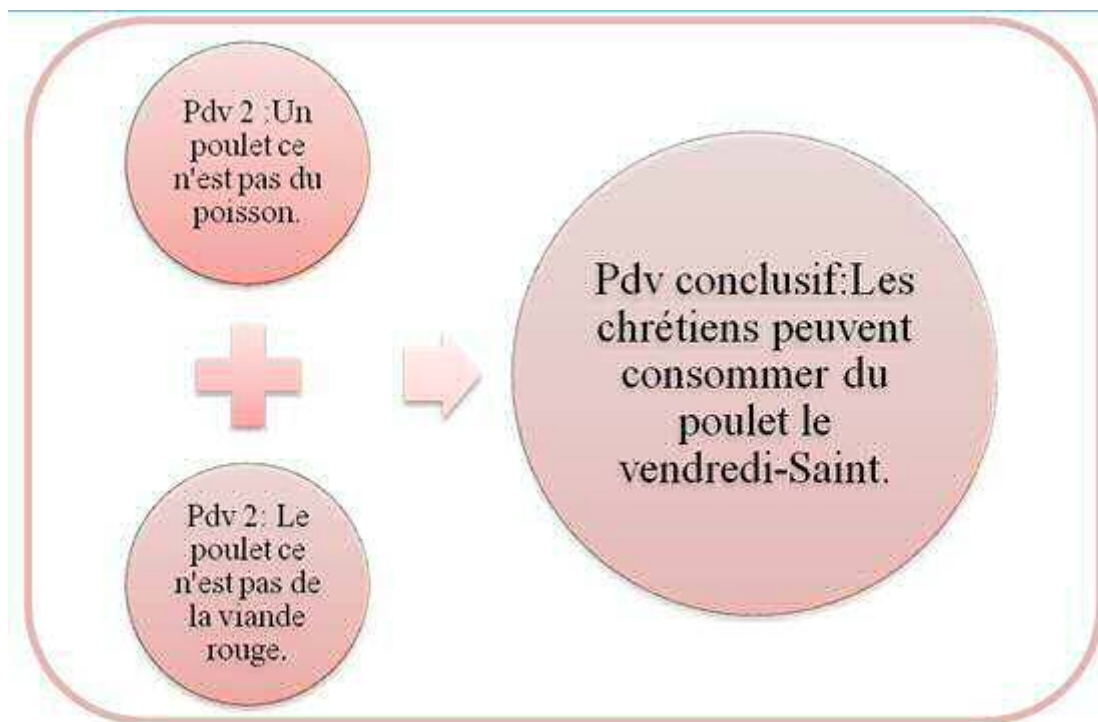 Pdv 2 :Un
poulet ce
n'est pas du
poisson.
Pdv 2: Le
poulet ce
n'est pas de
la viande
rouge.
Pdv conclusif:Les
chrétiens peuvent
consommer du
poulet le
vendredi-Saint.